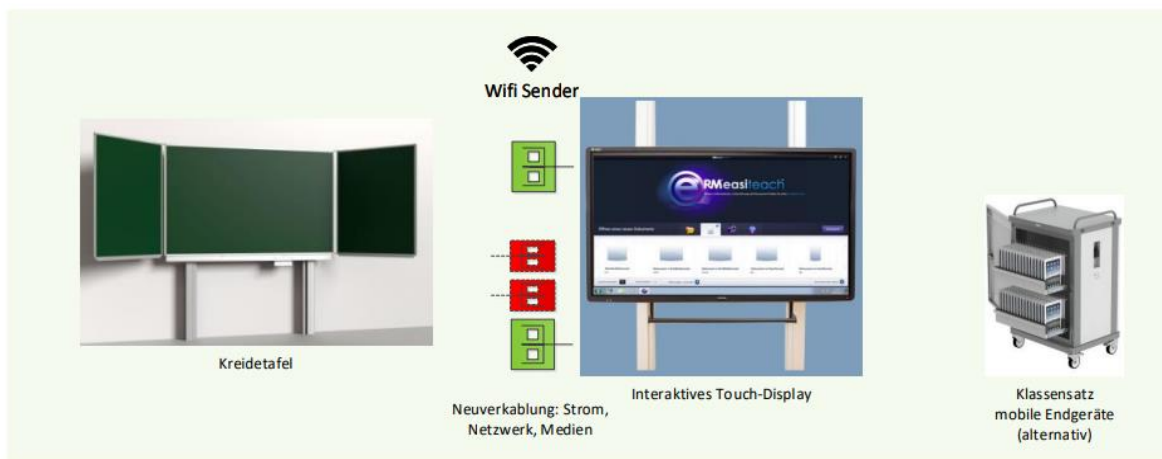 Wifi Sender
RMeasiteach
Kreidetafel
Neuverkablung: Strom,
Netzwerk, Medien
Interaktives Touch-Display
Klassensatz
mobile Endgeräte
(alternativ)